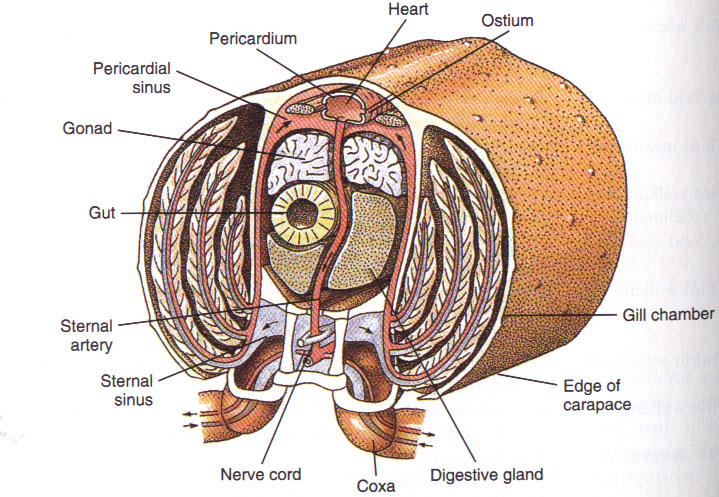 Heart
Ostium
Pericardium
Pericardial
sinus
Gonad
Gut
Gill chamber
Sternal
artery
Sternal
sinus
Edge of
carapace
Nerve cord
Coxa
Digestive gland